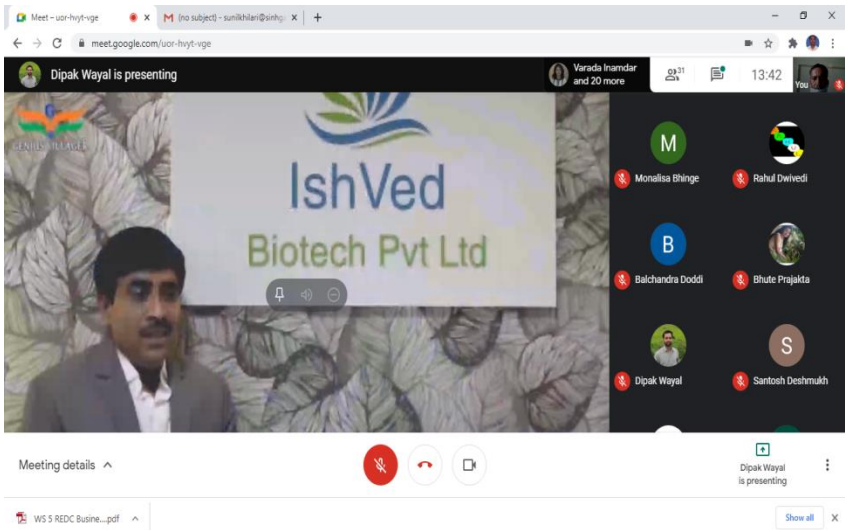 Meet – uor-hvyt-vge
(no subject) - sunilkhilari@sinhg
meet.google.com/uor-hvyt-vge
Dipak Wayal is presenting
Varada Inamdar
and 20 more
31
13:42
You
GENIUS VILLAGER
IshVed
Biotech Pvt Ltd
M
Monalisa Bhinge
Rahul Dwivedi
B
Balchandra Doddi
Bhute Prajakta
Dipak Wayal
S
Santosh Deshmukh
Meeting details
Dipak Wayal
is presenting
WS 5 REDC Busine....pdf
Show all